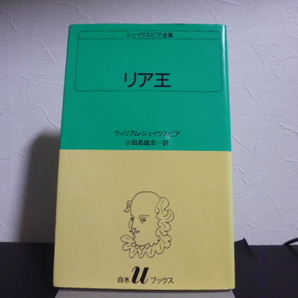 シェイクスピア全集
リア王
ウィリアム・シェイクスピア
小田島雄志=訳
白水uブックス